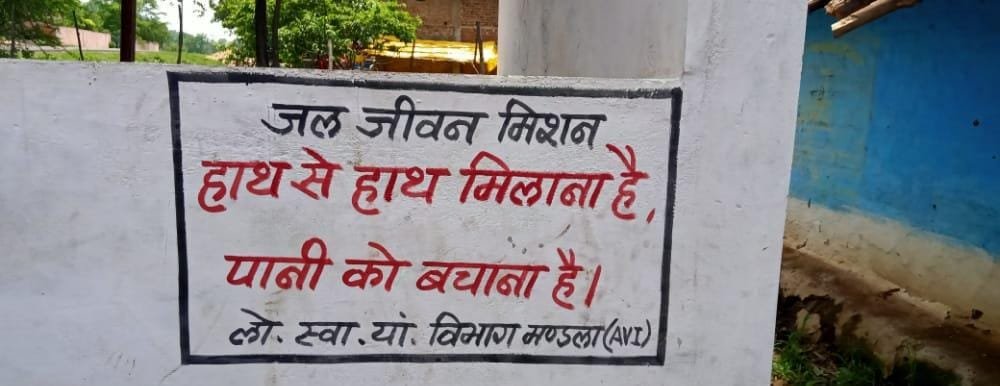 जल जीवन मिशन
हाथ से हाथ मिलाना है,
पानी को बचाना है।
लो. स्वा. यां. विभाग मण्डला (AVI)